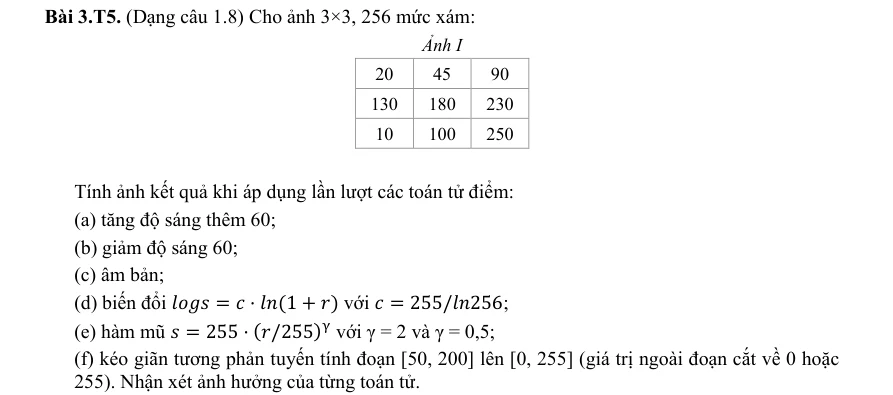 Bài 3.T5. (Dạng câu 1.8) Cho ảnh 3×3, 256 mức xám:
Ảnh I
20 45 90
130 180 230
10 100 250
Tính ảnh kết quả khi áp dụng lần lượt các toán tử điểm:
(a) tăng độ sáng thêm 60;
(b) giảm độ sáng 60;
(c) âm bản;
(d) biến đổi logs = c · ln(1 + r) với c = 255/ln256;
(e) hàm mũ s = 255 · (r/255)^γ với γ = 2 và γ = 0,5;
(f) kéo giãn tương phản tuyến tính đoạn [50, 200] lên [0, 255] (giá trị ngoài đoạn cắt về 0 hoặc
255). Nhận xét ảnh hưởng của từng toán tử.